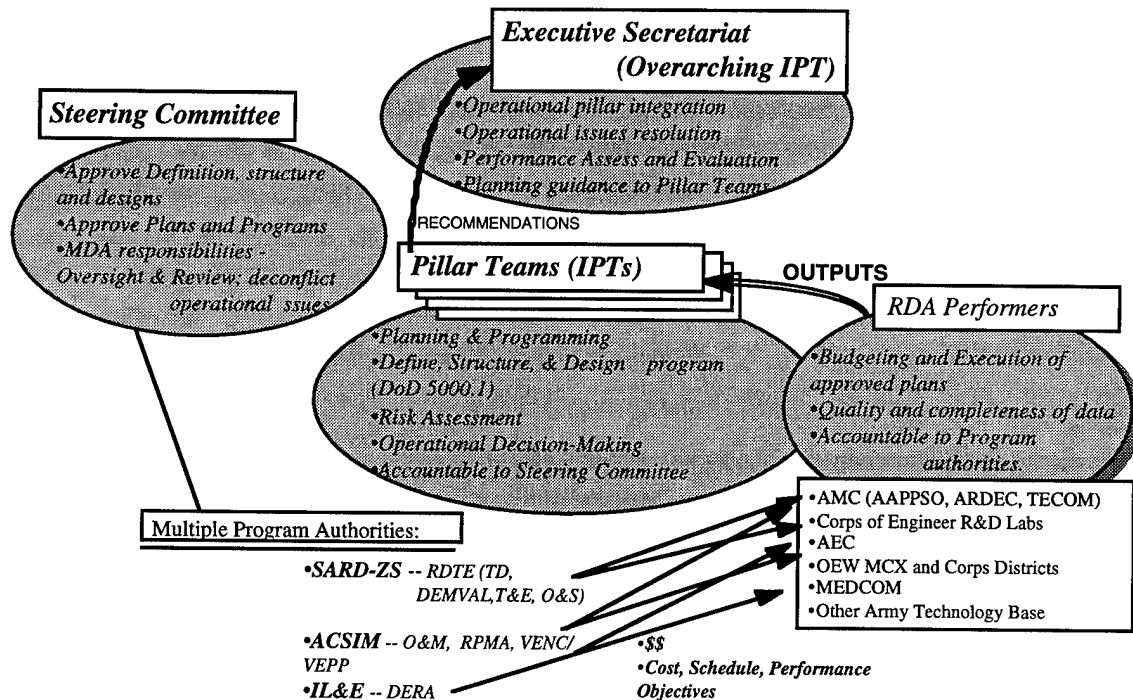 Executive Secretariat
(Overarching IPT)
•Operational pillar integration
•Operational issues resolution
•Performance Assess and Evaluation
•Planning guidance to Pillar Teams
Steering Committee
•Approve Definition, structure
and designs
•Approve Plans and Programs
•MDA responsibilities -
Oversight & Review; deconflict
operational ssues
RECOMMENDATIONS
Pillar Teams (IPTs)
•Planning & Programming
•Define, Structure, & Design program
(DoD 5000.1)
•Risk Assessment
•Operational Decision-Making
•Accountable to Steering Committee
OUTPUTS
RDA Performers
•Budgeting and Execution of
approved plans
•Quality and completeness of data
•Accountable to Program
authorities.
•AMC (AAPPSO, ARDEC, TECOM)
•Corps of Engineer R&D Labs
•AEC
•OEW MCX and Corps Districts
•MEDCOM
•Other Army Technology Base
Multiple Program Authorities:
•SARD-ZS -- RDTE (TD,
DEMVAL,T&E, O&S)
•ACSIM -- O&M, RPMA, VENC/
VEPP
•IL&E -- DERA
•$$
•Cost, Schedule, Performance
Objectives